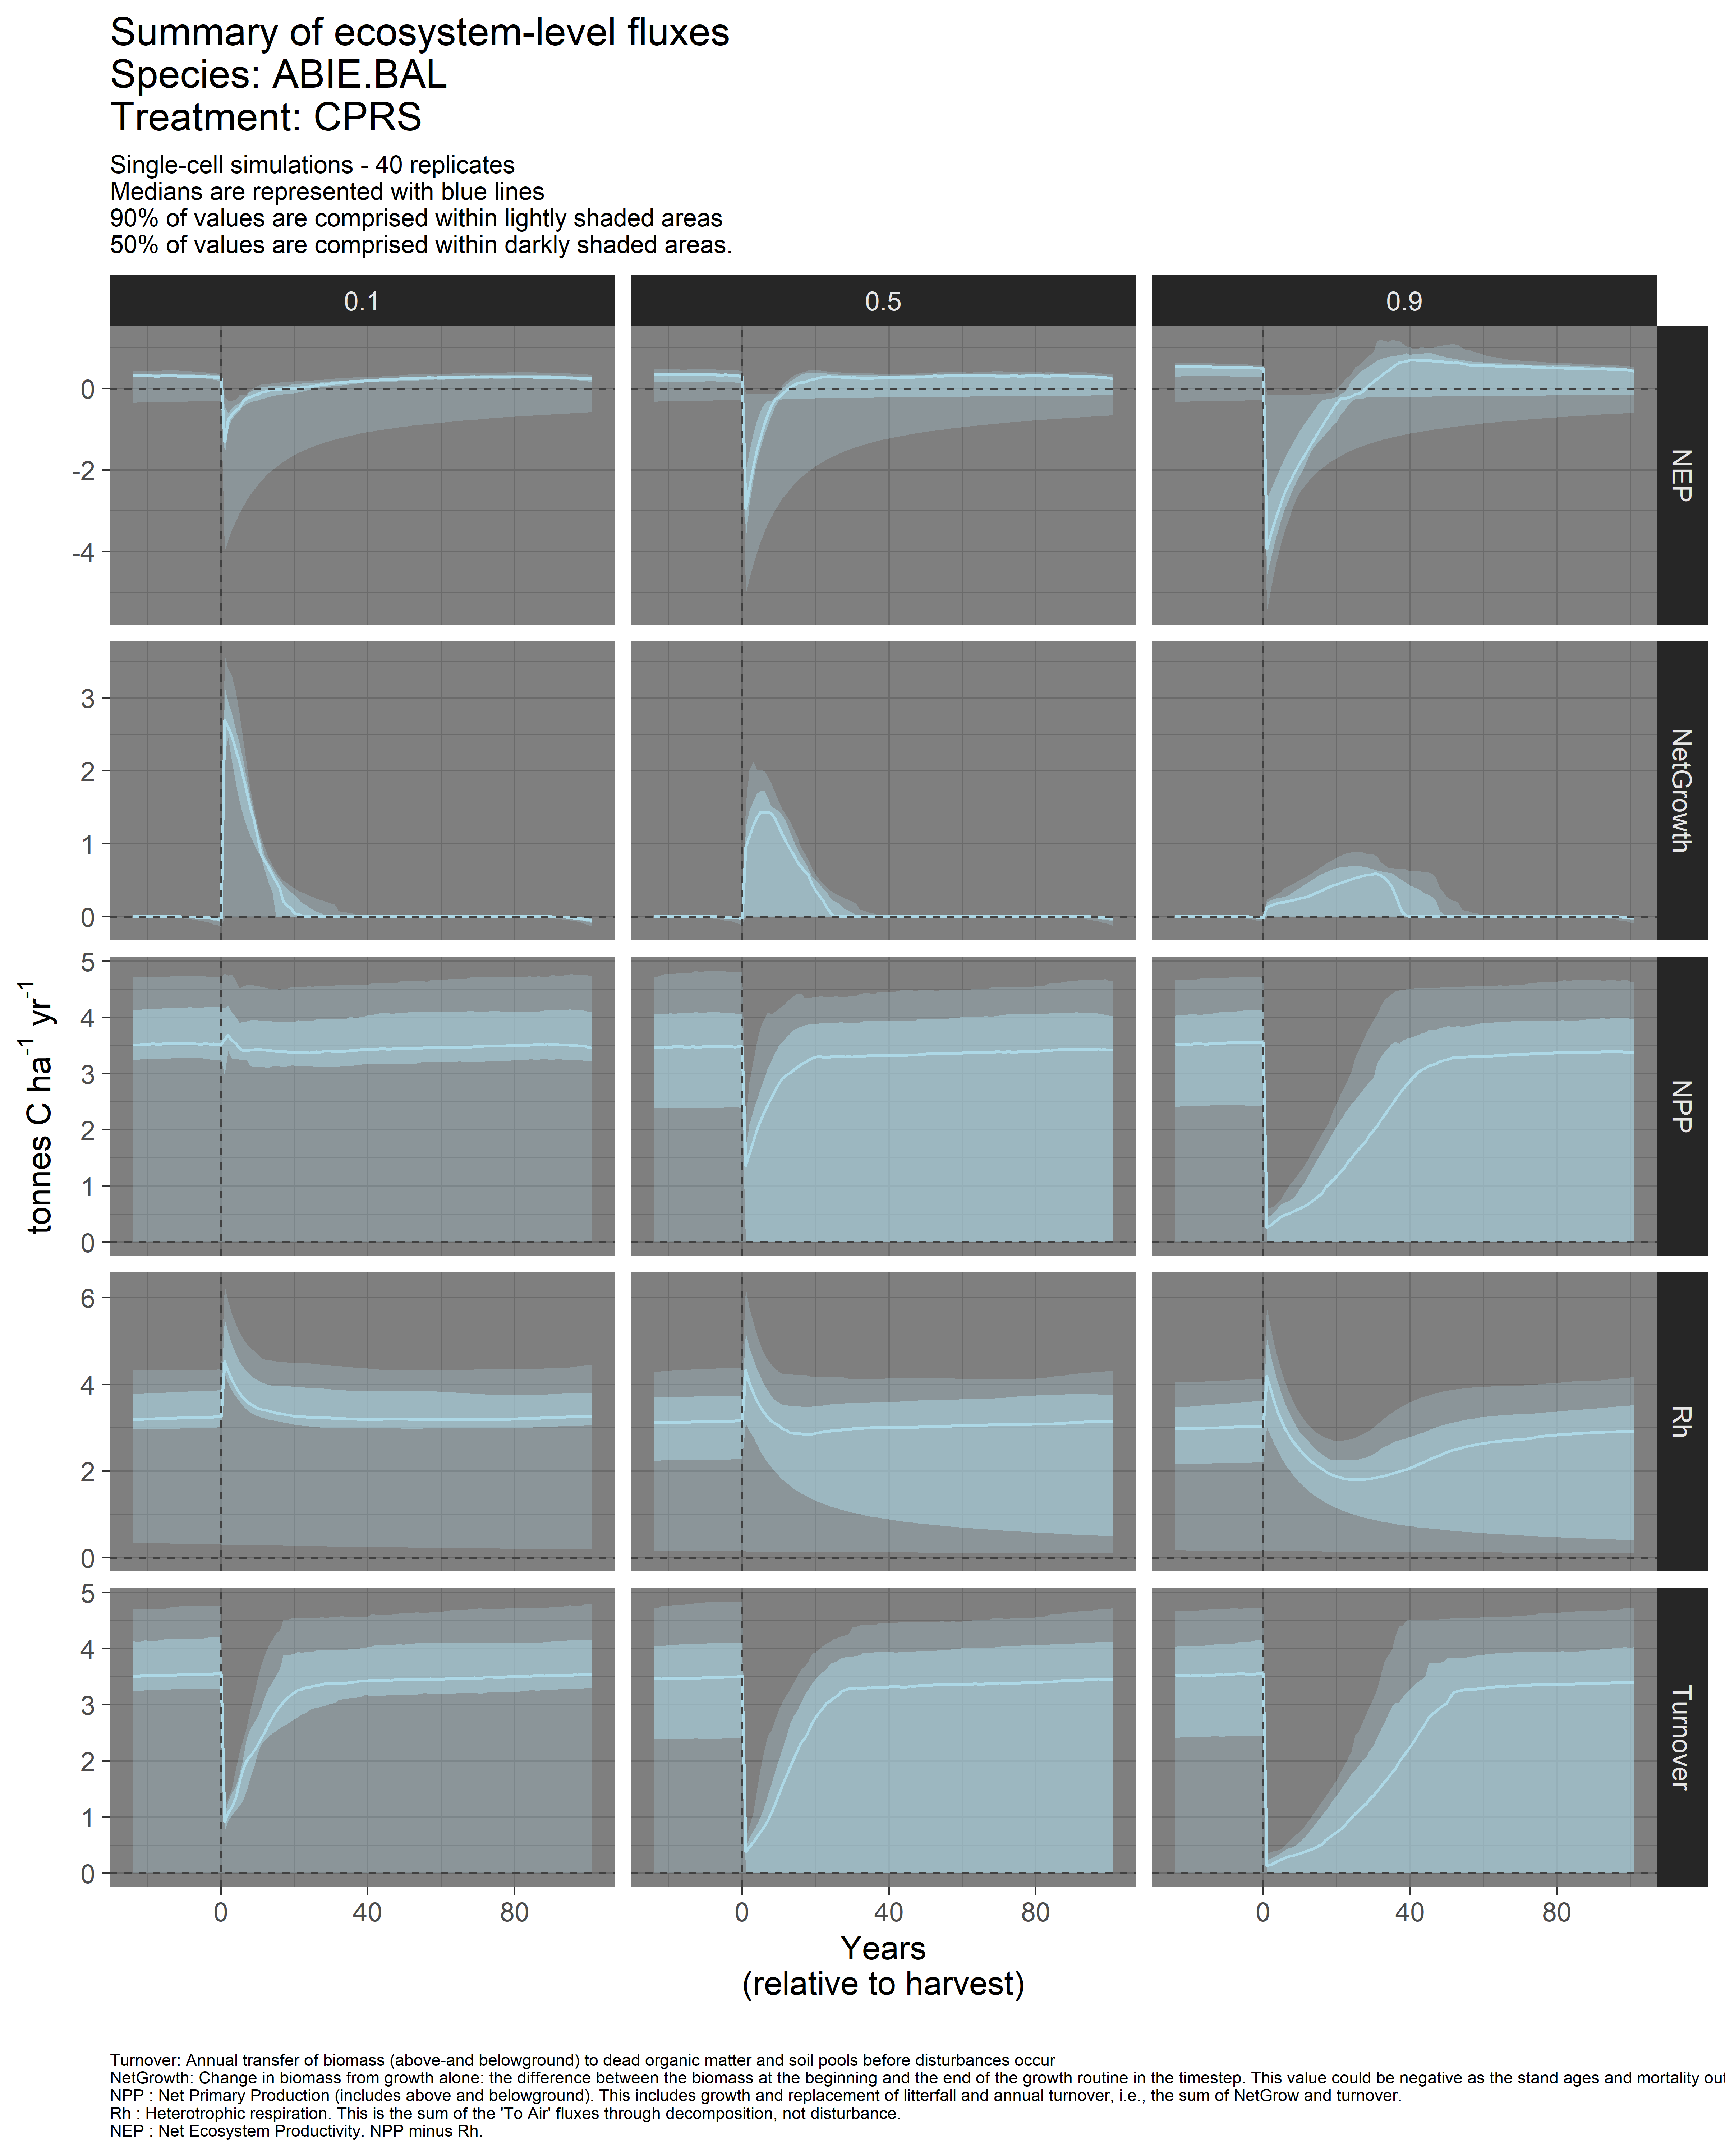 Summary of ecosystem-level fluxes
Species: ABIE.BAL
Treatment: CPRS
Single-cell simulations - 40 replicates
Medians are represented with blue lines
90% of values are comprised within lightly shaded areas
50% of values are comprised within darkly shaded areas.
0.1 0.5 0.9
0
-2
-4
NEP
3
2
1
0
NetGrowth
5
4
3
2
1
0
NPP
6
4
2
0
Rh
5
4
3
2
1
0
Turnover
tonnes C ha-1 yr-1
0 40 80 0 40 80 0 40 80
Years
(relative to harvest)
Turnover: Annual transfer of biomass (above-and belowground) to dead organic matter and soil pools before disturbances occur
NetGrowth: Change in biomass from growth alone: the difference between the biomass at the beginning and the end of the growth routine in the timestep. This value could be negative as the stand ages and mortality out
NPP : Net Primary Production (includes above and belowground). This includes growth and replacement of litterfall and annual turnover, i.e., the sum of NetGrow and turnover.
Rh : Heterotrophic respiration. This is the sum of the 'To Air' fluxes through decomposition, not disturbance.
NEP : Net Ecosystem Productivity. NPP minus Rh.